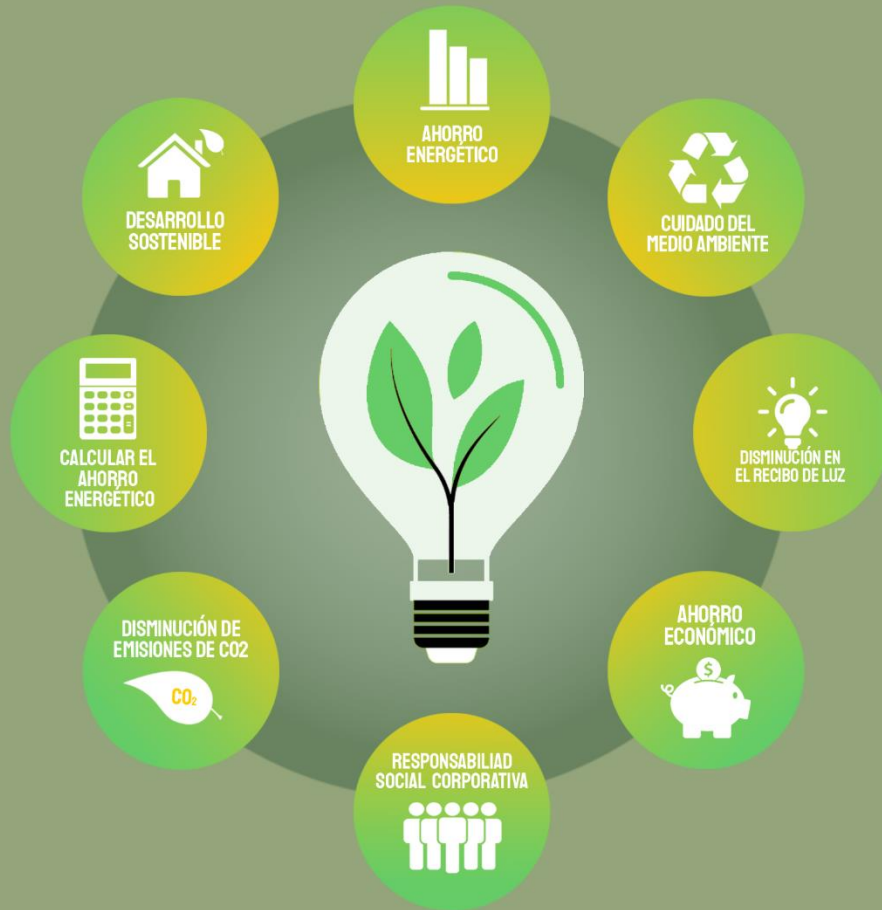 AHORRO
ENERGÉTICO
CUIDADO DEL
MEDIO AMBIENTE
DISMINUCIÓN EN
EL RECIBO DE LUZ
AHORRO
ECONÓMICO
$
RESPONSABILIAD
SOCIAL CORPORATIVA
DISMINUCIÓN DE
EMISIONES DE CO2
CO₂
CALCULAR EL
AHORRO
ENERGÉTICO
DESARROLLO
SOSTENIBLE